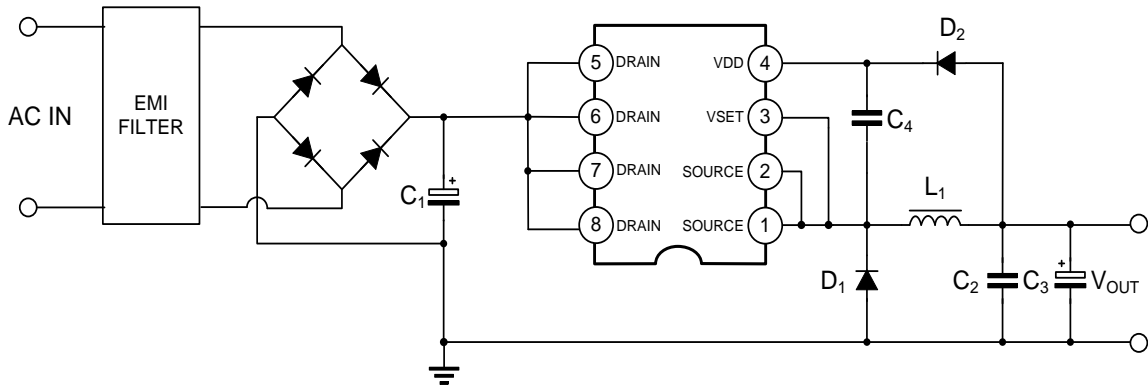 AC IN
EMI
FILTER
C1
+
5 DRAIN
6 DRAIN
7 DRAIN
8 DRAIN
VDD 4
VSET 3
SOURCE 2
SOURCE 1
D2
C4
L1
D1
C2
C3
+
VOUT